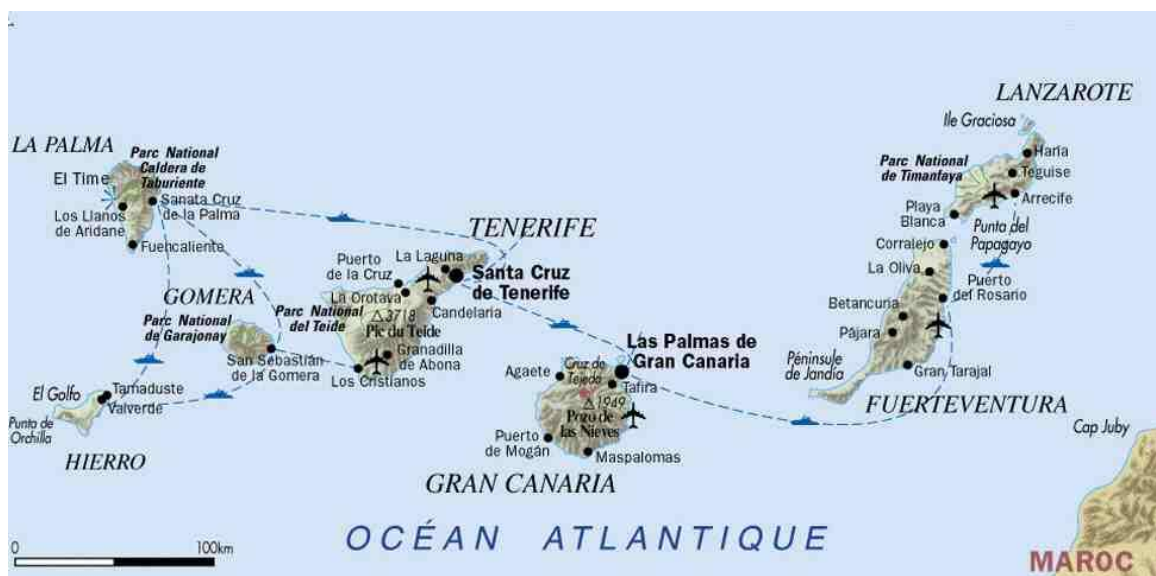 LANZAROTE
Ile Graciosa
Haria
Parc National
de Timanfaya
Teguise
Arrecife
Playa
Blanca
Punta del
Papagayo
LA PALMA
Parc National
Caldera de
Taburiente
El Time
Sanata Cruz
de la Palma
Los Llanos
de Aridane
Fuencaliente
TENERIFE
La Laguna
Puerto
de la Cruz
Santa Cruz
de Tenerife
La Orotava
Candelaria
Parc National
del Teide
3718
Pic du Teide
Granadilla
de Abona
Los Cristianos
GOMERA
Parc National
de Garajonay
San Sebastián
de la Gomera
Corralejo
La Oliva
Puerto
del Rosario
Betancuria
Pájara
Péninsule
de Jandia
Gran Tarajal
FUERTEVENTURA
Las Palmas de
Gran Canaria
Cruz de
Tejeda
Agaete
Tafira
1949
Pozo de
las Nieves
Puerto
de Mogán
Maspalomas
GRAN CANARIA
El Golfo
Tamaduste
Valverde
Punta de
Orchilla
HIERRO
Cap Juby
OCÉAN ATLANTIQUE
0 100km
MAROC